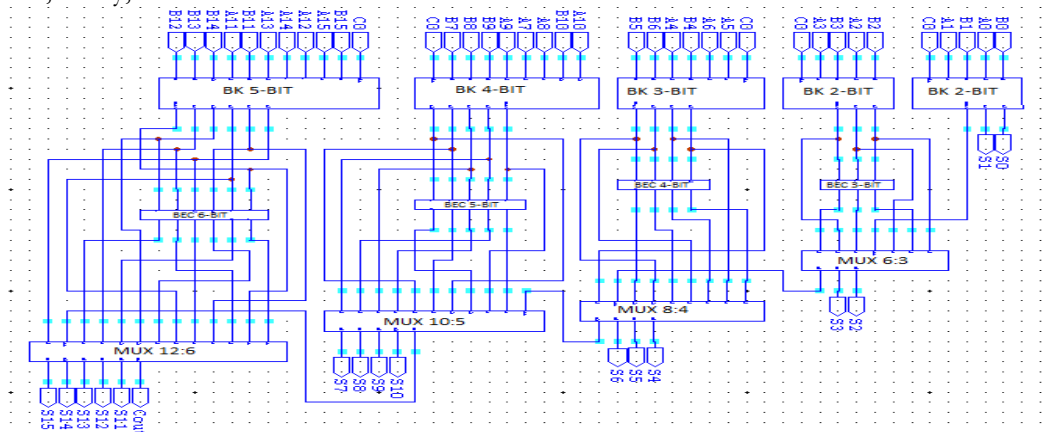 B12 B13 B14 A11 B11 A13 A14 A12 A15 B15 C0
C0 B7 B8 B9 A9 A7 A8 B10 A10
B5 B6 A4 B4 A6 A5 C0
C0 A3 B3 A2 B2
C0 A1 B1 A0 B0
BK 5-BIT
BK 4-BIT
BK 3-BIT
BK 2-BIT
BK 2-BIT
S1 S0
BEC 6-BIT
BEC 5-BIT
BEC 4-BIT
BEC 3-BIT
MUX 6:3
S3 S2
MUX 12:6
MUX 10:5
MUX 8:4
S15 S14 S13 S12 S11 Cout
S7 S8 S9 S10
S6 S5 S4